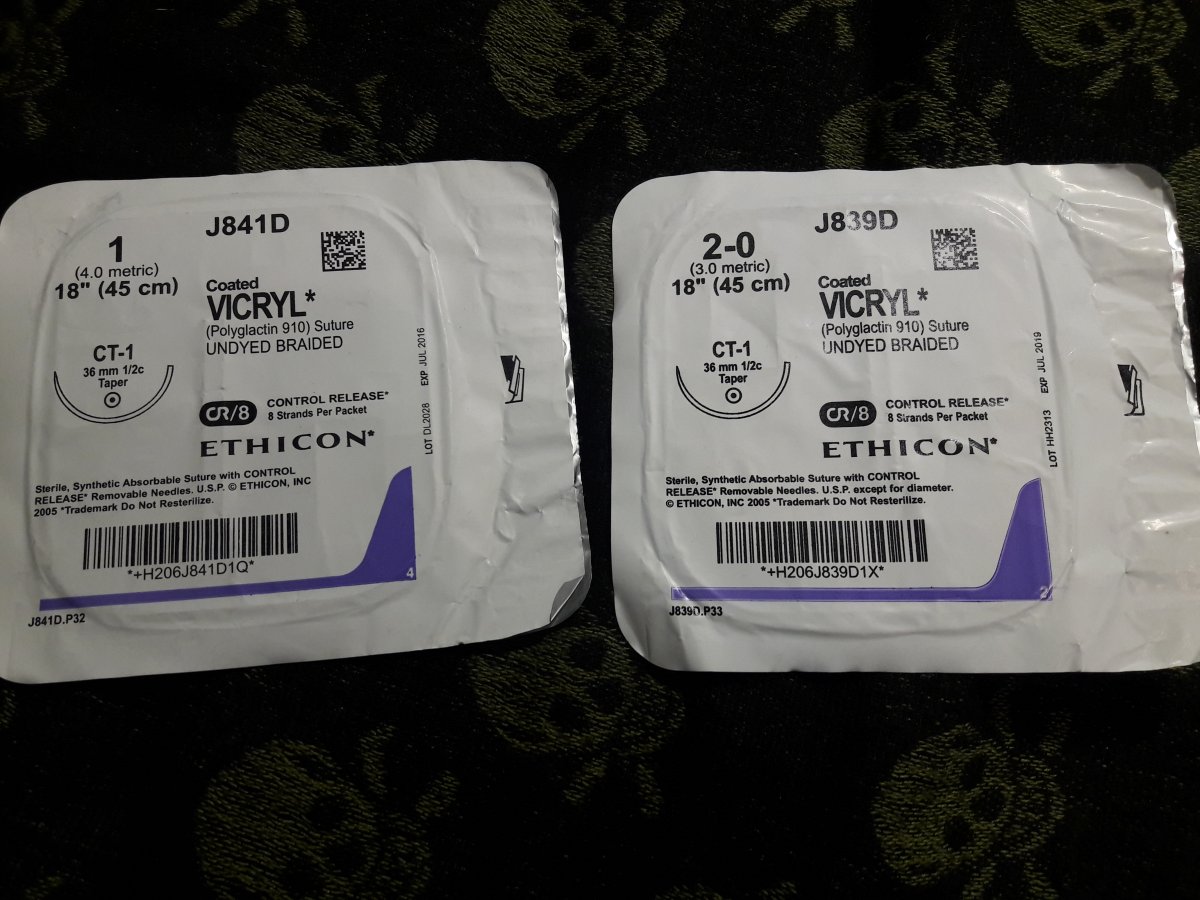 J841D
1
(4.0 metric)
18" (45 cm)
Coated
VICRYL*
(Polyglactin 910) Suture
UNDYED BRAIDED
CT-1
36 mm 1/2c
Taper
CR/8
CONTROL RELEASE*
8 Strands Per Packet
ETHICON*
LOT DL2028 EXP JUL 2016
Sterile, Synthetic Absorbable Suture with CONTROL
RELEASE* Removable Needles. U.S.P. © ETHICON, INC
2005 *Trademark Do Not Resterilize.
*+H206J841D1Q*
4
J841D.P32
J839D
2-0
(3.0 metric)
18" (45 cm)
Coated
VICRYL*
(Polyglactin 910) Suture
UNDYED BRAIDED
CT-1
36 mm 1/2c
Taper
CR/8
CONTROL RELEASE*
8 Strands Per Packet
ETHICON*
LOT HH2313 EXP JUL 2019
Sterile, Synthetic Absorbable Suture with CONTROL
RELEASE* Removable Needles. U.S.P. except for diameter.
© ETHICON, INC 2005 *Trademark Do Not Resterilize.
*+H206J839D1X*
2
J839D.P33